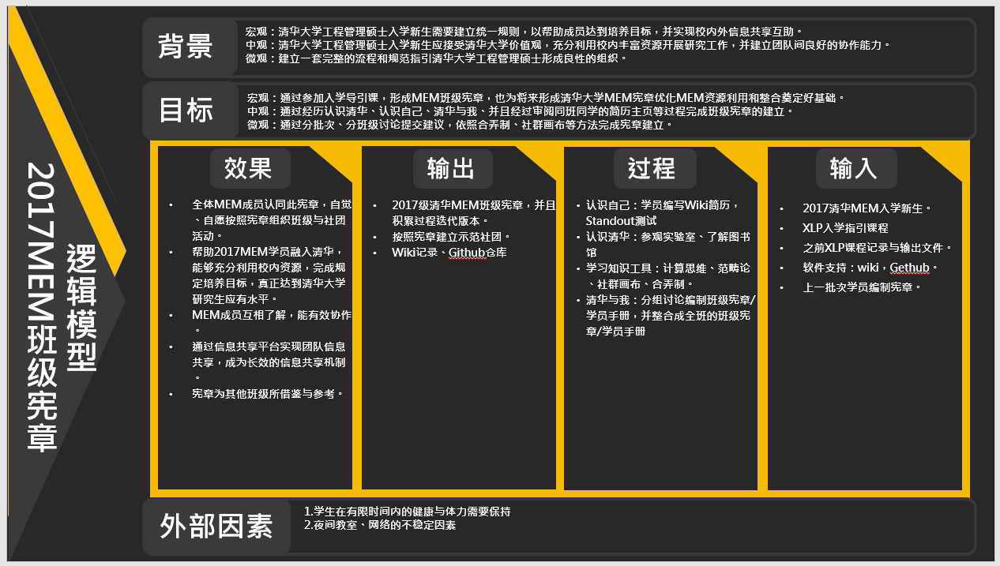 2017MEM班级宪章
逻辑模型
背景
宏观：清华大学工程管理硕士入学新生需要建立统一规则，以帮助成员达到培养目标，并实现校内外信息共享互助。
中观：清华大学工程管理硕士入学新生应接受清华大学价值观，充分利用校内丰富资源开展研究工作，并建立团队间良好的协作能力。
微观：建立一套完整的流程和规范指引清华大学工程管理硕士形成良性的组织。
目标
宏观：通过参加入学导引课，形成MEM班级宪章，也为将来形成清华大学MEM宪章优化MEM资源利用和整合奠定好基础。
中观：通过经历认识清华、认识自己、清华与我、并且经过审阅同班同学的简历主页等过程完成班级宪章的建立。
微观：通过分批次、分班级讨论提交建议，依照合弄制、社群画布等方法完成宪章建立。
效果
• 全体MEM成员认同此宪章，自觉
、自愿按照宪章组织班级与社团
活动。
• 帮助2017MEM学员融入清华，
能够充分利用校内资源，完成规
定培养目标，真正达到清华大学
研究生应有水平。
• MEM成员互相了解，能有效协作
。
• 通过信息共享平台实现团队信息
共享，成为长效的信息共享机制
。
• 宪章为其他班级所借鉴与参考。
输出
• 2017级清华MEM班级宪章，并且
积累过程迭代版本。
• 按照宪章建立示范社团。
• Wiki记录、Github仓库
过程
• 认识自己：学员编写Wiki简历，
Standout测试
• 认识清华：参观实验室、了解图书
馆
• 学习知识工具：计算思维、范畴论
、社群画布、合弄制。
• 清华与我：分组讨论编制班级宪章/
学员手册，并整合成全班的班级宪
章/学员手册
输入
• 2017清华MEM入学新生。
• XLP入学指引课程
• 之前XLP课程记录与输出文件。
• 软件支持：wiki，Gethub。
• 上一批次学员编制宪章。
外部因素
1.学生在有限时间内的健康与体力需要保持
2.夜间教室、网络的不稳定因素